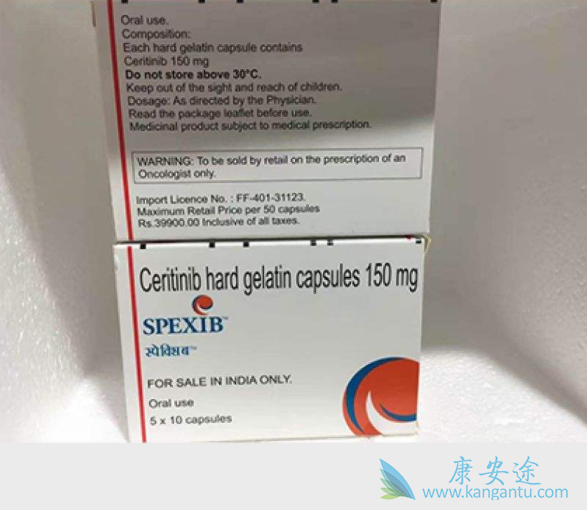 Oral use.
Composition:
Each hard gelatin capsule contains
Ceritinib 150 mg
Do not store above 30°C.
Keep out of the sight and reach of children.
Dosage: As directed by the Physician.
Read the package leaflet before use.
Medicinal product subject to medical prescription.
WARNING: To be sold by retail on the prescription of an
Oncologist only.
Import Licence No. : FF-401-31123.
Maximum Retail Price per 50 capsules
Rs.39900.00 Inclusive of all taxes.
Ceritinib hard gelatin capsules 150 mg
SPEXIB™
स्पेक्सिब™
FOR SALE IN INDIA ONLY.
Oral use
5 x 10 capsules
康安途
www.kangantu.com